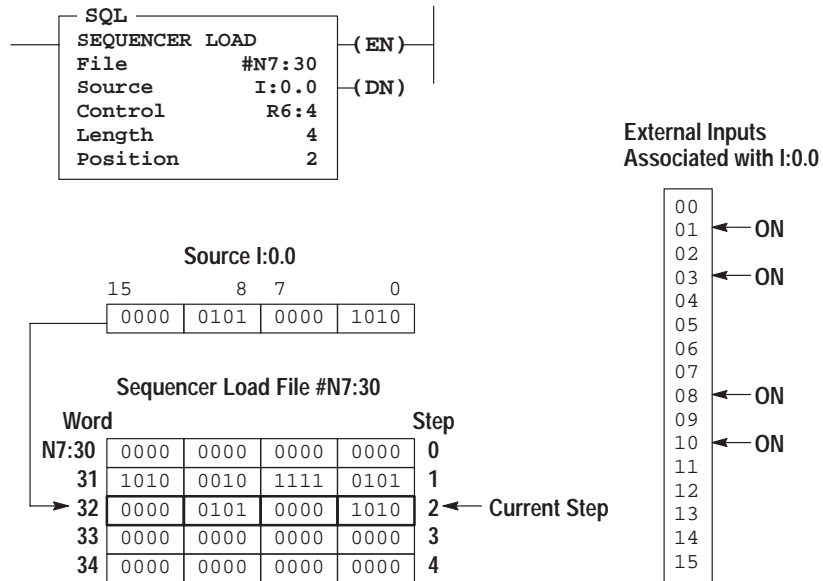 SQL
SEQUENCER LOAD
File #N7:30
Source I:0.0
Control R6:4
Length 4
Position 2
(EN)
(DN)
External Inputs
Associated with I:0.0
00
01 ON
02
03 ON
04
05
06
07
08 ON
09
10 ON
11
12
13
14
15
Source I:0.0
15 8 7 0
0000 0101 0000 1010
Sequencer Load File #N7:30
Word Step
N7:30 0000 0000 0000 0000 0
31 1010 0010 1111 0101 1
32 0000 0101 0000 1010 2 Current Step
33 0000 0000 0000 0000 3
34 0000 0000 0000 0000 4